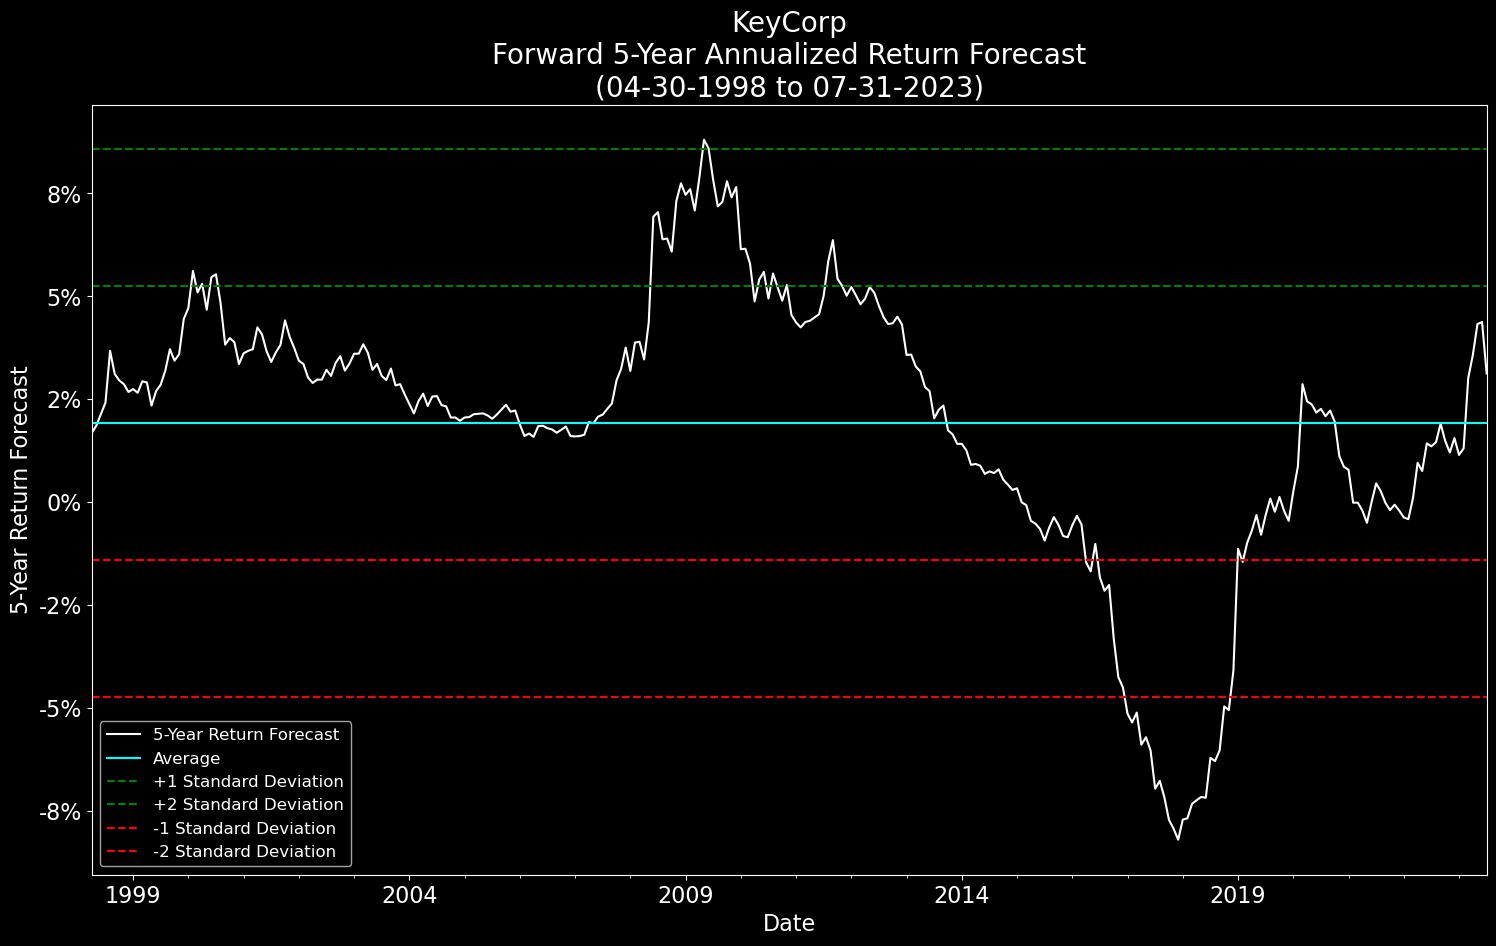 KeyCorp
Forward 5-Year Annualized Return Forecast
(04-30-1998 to 07-31-2023)
5-Year Return Forecast
8%
5%
2%
0%
-2%
-5%
-8%
5-Year Return Forecast
Average
+1 Standard Deviation
+2 Standard Deviation
-1 Standard Deviation
-2 Standard Deviation
1999 2004 2009 2014 2019
Date